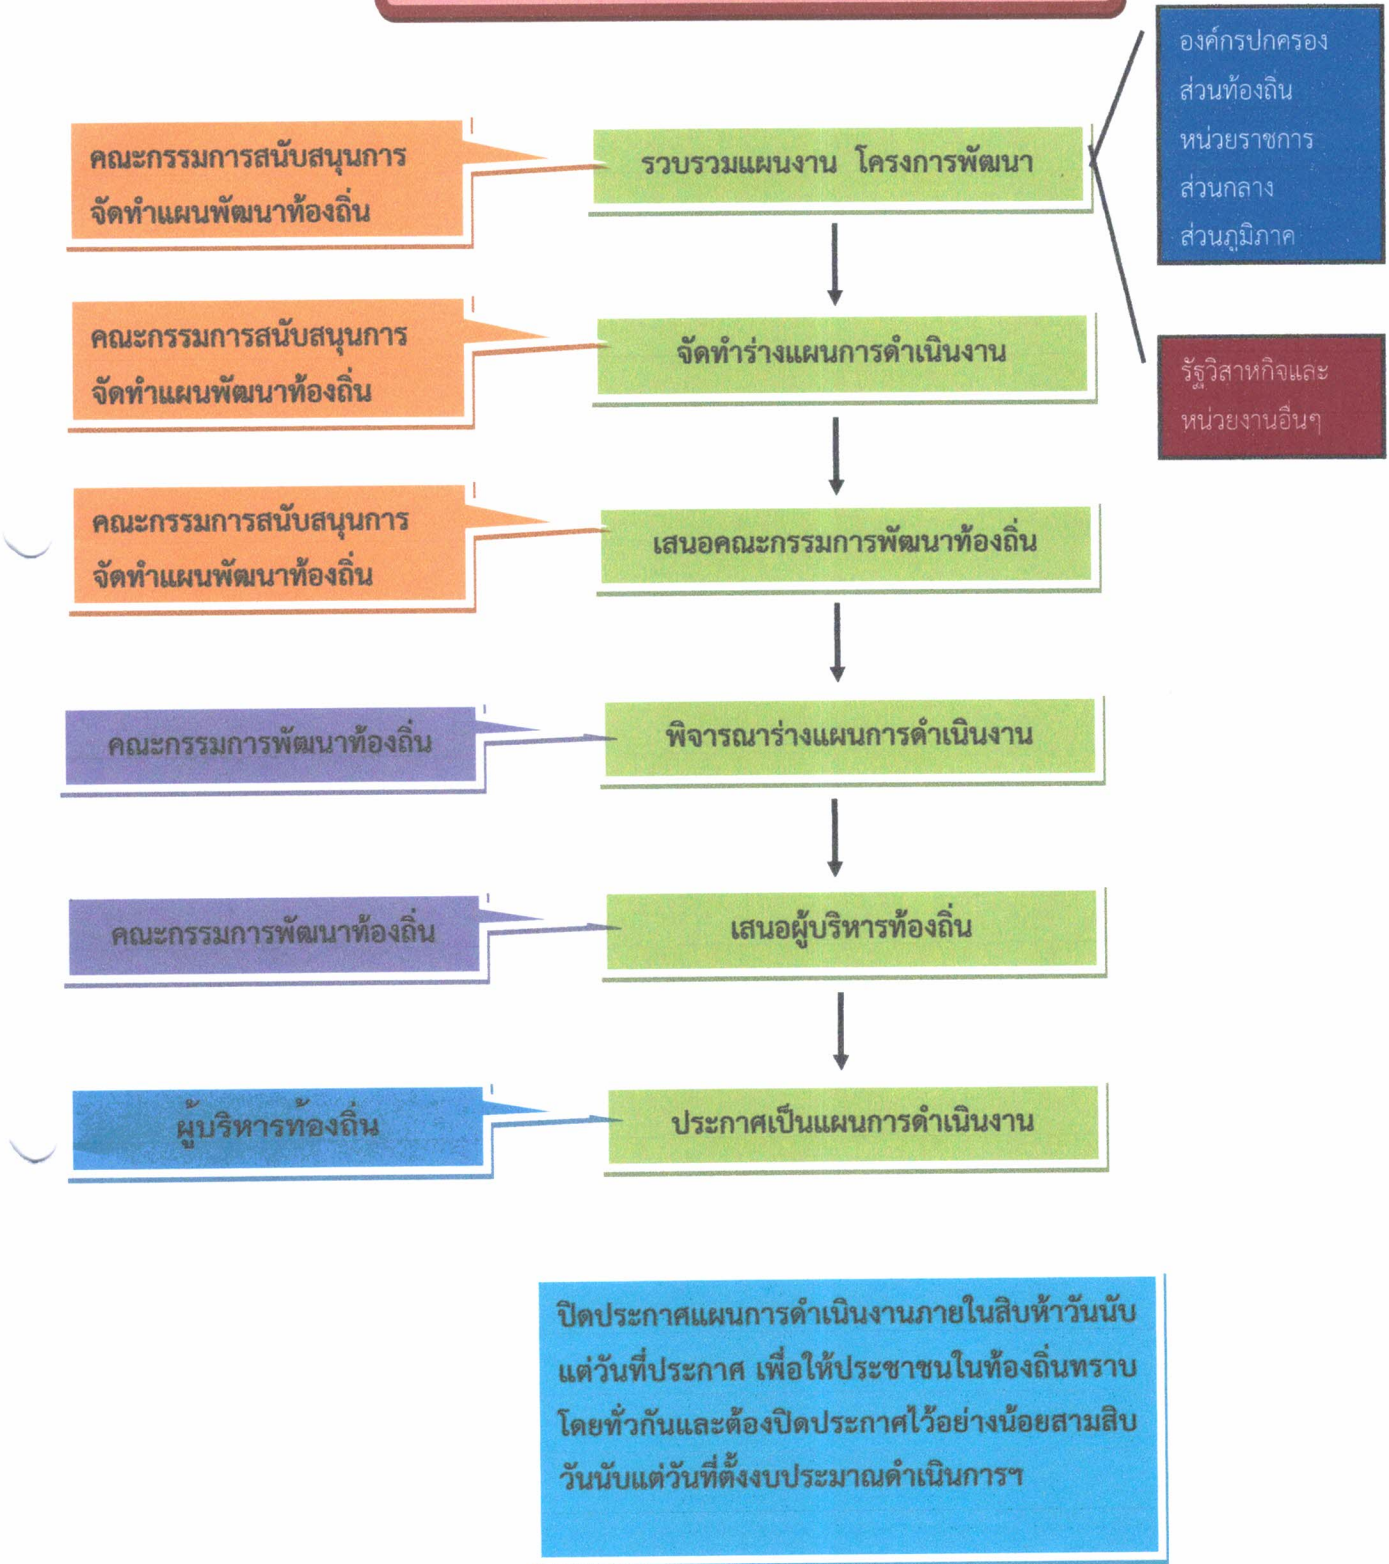 องค์กรปกครอง
ส่วนท้องถิ่น
หน่วยราชการ
ส่วนกลาง
ส่วนภูมิภาค
คณะกรรมการสนับสนุนการ
จัดทำแผนพัฒนาท้องถิ่น
รวบรวมแผนงาน โครงการพัฒนา
คณะกรรมการสนับสนุนการ
จัดทำแผนพัฒนาท้องถิ่น
จัดทำร่างแผนการดำเนินงาน
รัฐวิสาหกิจและ
หน่วยงานอื่นๆ
คณะกรรมการสนับสนุนการ
จัดทำแผนพัฒนาท้องถิ่น
เสนอคณะกรรมการพัฒนาท้องถิ่น
คณะกรรมการพัฒนาท้องถิ่น
พิจารณาร่างแผนการดำเนินงาน
คณะกรรมการพัฒนาท้องถิ่น
เสนอผู้บริหารท้องถิ่น
ผู้บริหารท้องถิ่น
ประกาศเป็นแผนการดำเนินงาน
ปิดประกาศแผนการดำเนินงานภายในสิบห้าวันนับ
แต่วันที่ประกาศ เพื่อให้ประชาชนในท้องถิ่นทราบ
โดยทั่วกันและต้องปิดประกาศไว้อย่างน้อยสามสิบ
วันนับแต่วันที่ตั้งงบประมาณดำเนินการฯ